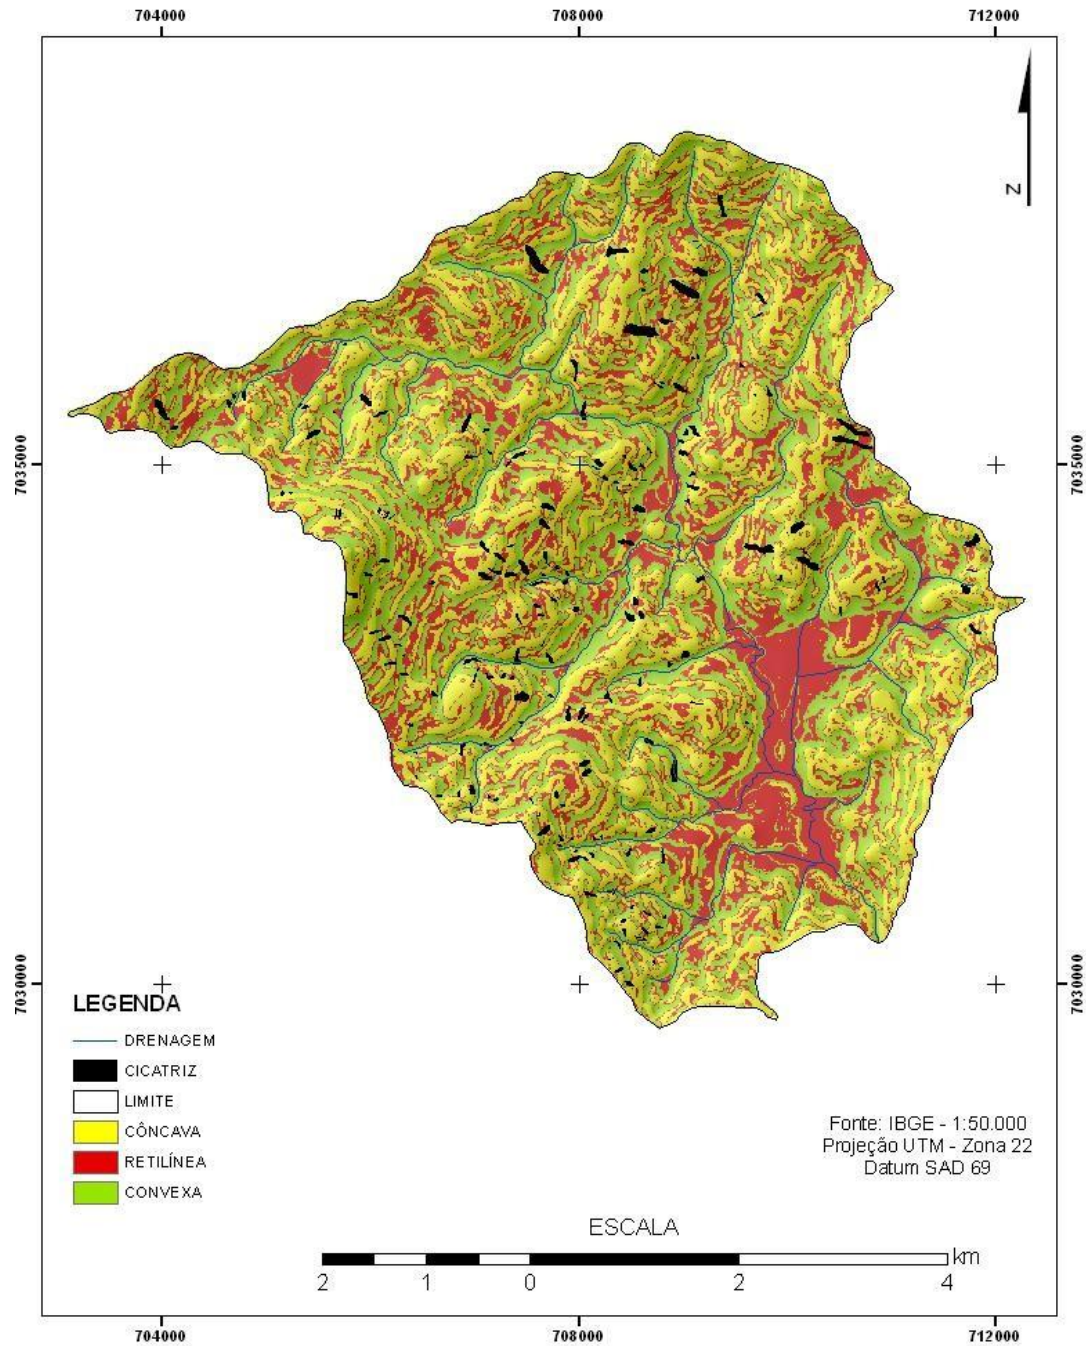 704000
708000
712000
N
7035000
7035000
7030000
7030000
LEGENDA
DRENAGEM
CICATRIZ
LIMITE
CÔNCAVA
RETILÍNEA
CONVEXA
Fonte: IBGE - 1:50.000
Projeção UTM - Zona 22
Datum SAD 69
ESCALA
km
2 1 0 2 4
704000
708000
712000